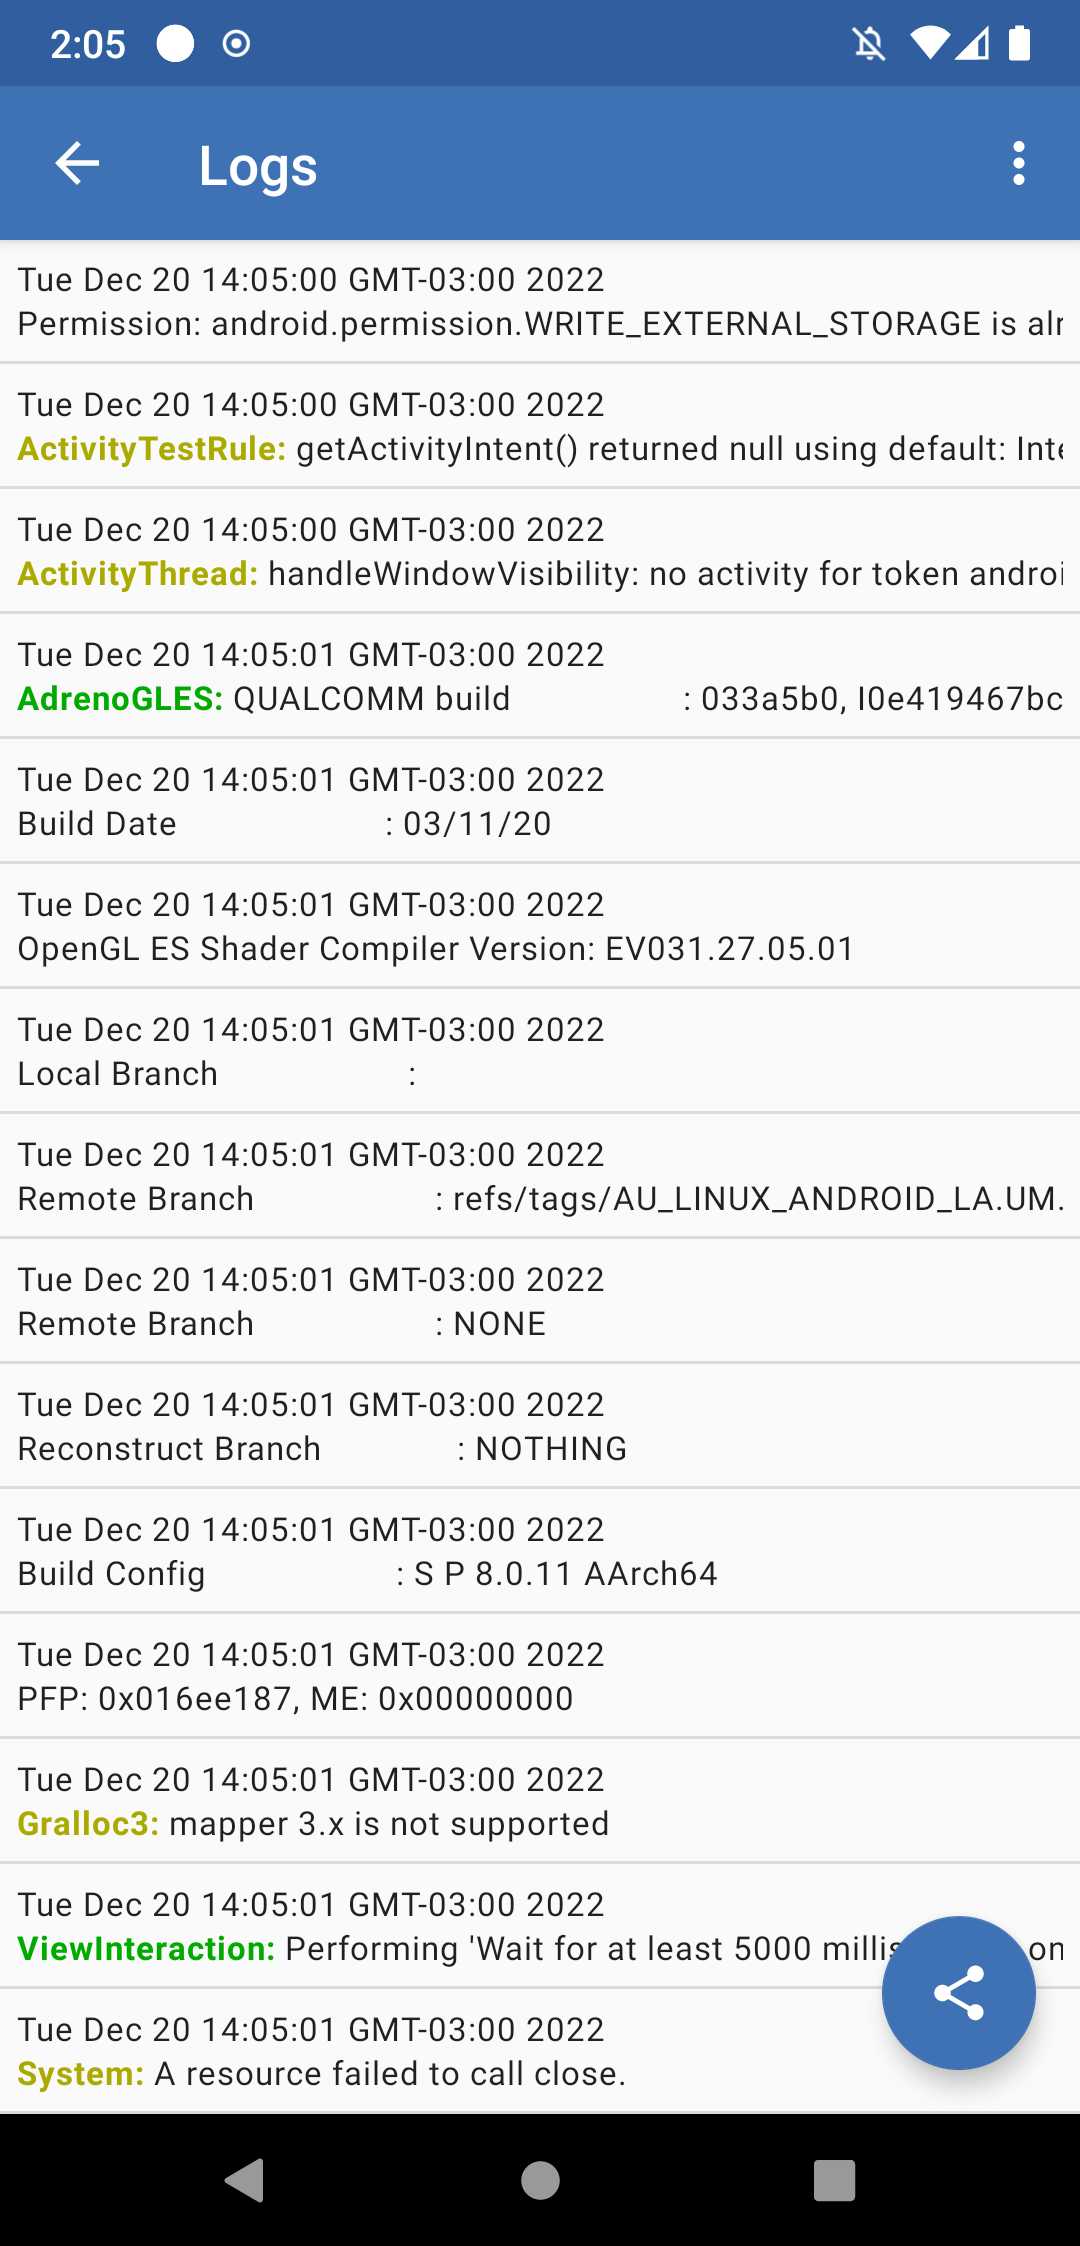 2:05
Logs
Tue Dec 20 14:05:00 GMT-03:00 2022
Permission: android.permission.WRITE_EXTERNAL_STORAGE is alr
Tue Dec 20 14:05:00 GMT-03:00 2022
ActivityTestRule: getActivityIntent() returned null using default: Inte
Tue Dec 20 14:05:00 GMT-03:00 2022
ActivityThread: handleWindowVisibility: no activity for token androi
Tue Dec 20 14:05:01 GMT-03:00 2022
AdrenoGLES: QUALCOMM build : 033a5b0, I0e419467bc
Tue Dec 20 14:05:01 GMT-03:00 2022
Build Date : 03/11/20
Tue Dec 20 14:05:01 GMT-03:00 2022
OpenGL ES Shader Compiler Version: EV031.27.05.01
Tue Dec 20 14:05:01 GMT-03:00 2022
Local Branch :
Tue Dec 20 14:05:01 GMT-03:00 2022
Remote Branch : refs/tags/AU_LINUX_ANDROID_LA.UM.
Tue Dec 20 14:05:01 GMT-03:00 2022
Remote Branch : NONE
Tue Dec 20 14:05:01 GMT-03:00 2022
Reconstruct Branch : NOTHING
Tue Dec 20 14:05:01 GMT-03:00 2022
Build Config : S P 8.0.11 AArch64
Tue Dec 20 14:05:01 GMT-03:00 2022
PFP: 0x016ee187, ME: 0x00000000
Tue Dec 20 14:05:01 GMT-03:00 2022
Gralloc3: mapper 3.x is not supported
Tue Dec 20 14:05:01 GMT-03:00 2022
ViewInteraction: Performing 'Wait for at least 5000 millis on
Tue Dec 20 14:05:01 GMT-03:00 2022
System: A resource failed to call close.